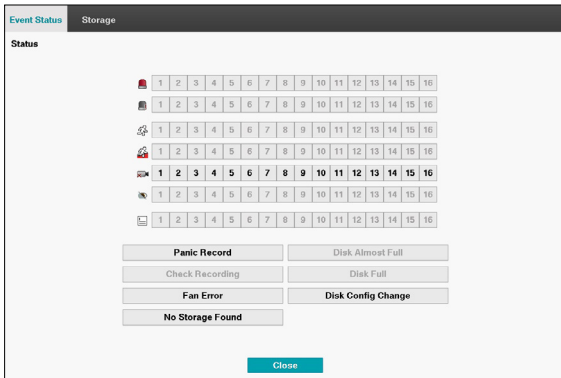 Event Status Storage
Status
1 2 3 4 5 6 7 8 9 10 11 12 13 14 15 16
1 2 3 4 5 6 7 8 9 10 11 12 13 14 15 16
1 2 3 4 5 6 7 8 9 10 11 12 13 14 15 16
1 2 3 4 5 6 7 8 9 10 11 12 13 14 15 16
1 2 3 4 5 6 7 8 9 10 11 12 13 14 15 16
1 2 3 4 5 6 7 8 9 10 11 12 13 14 15 16
1 2 3 4 5 6 7 8 9 10 11 12 13 14 15 16
Panic Record Disk Almost Full
Check Recording Disk Full
Fan Error Disk Config Change
No Storage Found
Close